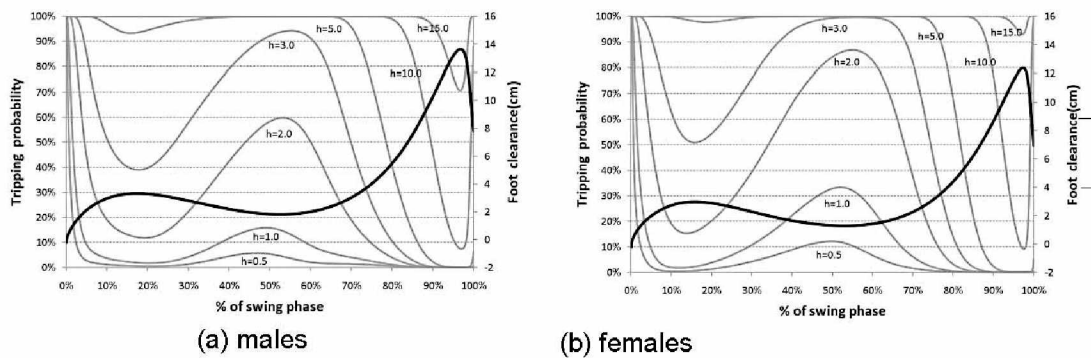 100%
90%
80%
70%
60%
50%
40%
30%
20%
10%
0%
Tripping probability
h=3.0
h=5.0
h=15.0
h=10.0
h=2.0
h=1.0
h=0.5
16
14
12
10
8
6
4
2
0
-2
Foot clearance(cm)
0% 10% 20% 30% 40% 50% 60% 70% 80% 90% 100%
% of swing phase
(a) males
100%
90%
80%
70%
60%
50%
40%
30%
20%
10%
0%
Tripping probability
h=3.0
h=5.0
h=15.0
h=10.0
h=2.0
h=1.0
h=0.5
16
14
12
10
8
6
4
2
0
-2
Foot clearance(cm)
0% 10% 20% 30% 40% 50% 60% 70% 80% 90% 100%
% of swing phase
(b) females